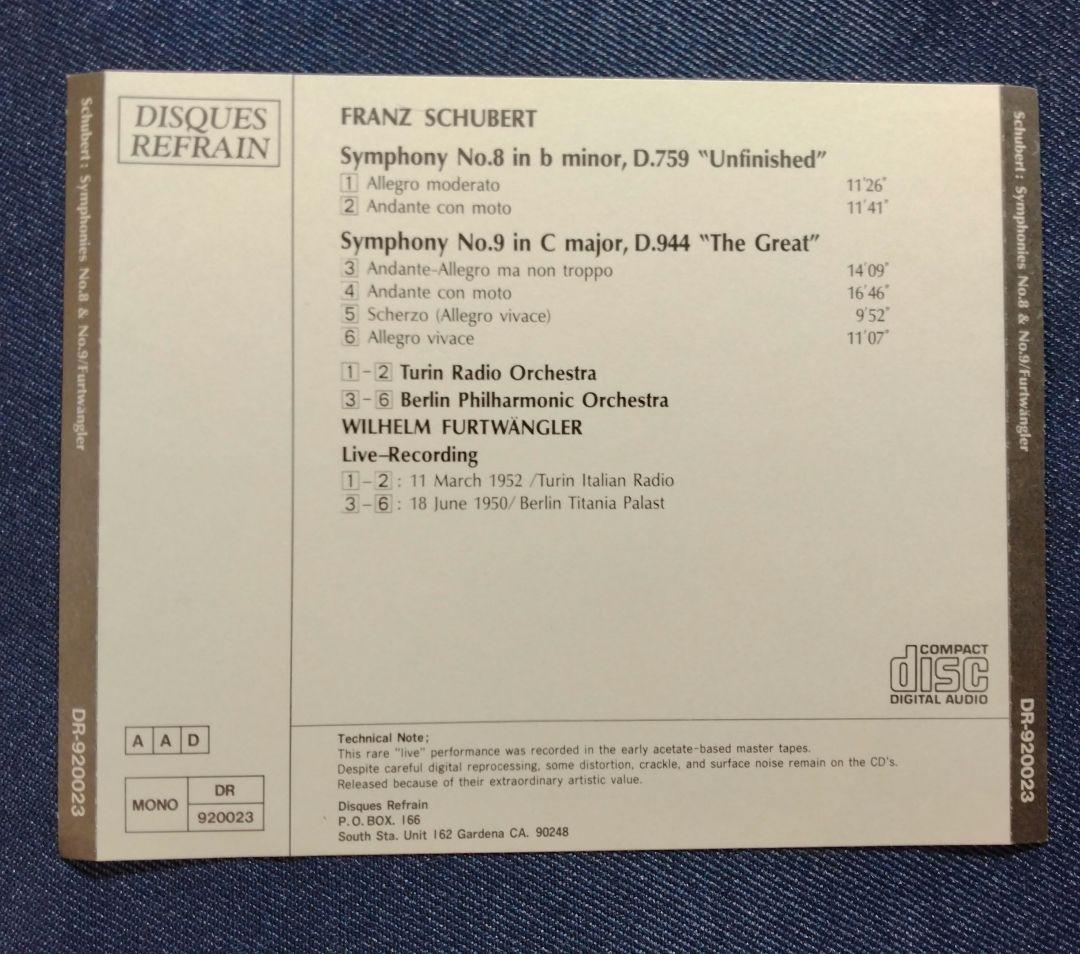 Schubert: Symphonies No.8 & No.9/Furtwängler
DR-920023
DISQUES
REFRAIN
FRANZ SCHUBERT
Symphony No.8 in b minor, D.759 “Unfinished”
1 Allegro moderato 11'26"
2 Andante con moto 11'41"
Symphony No.9 in C major, D.944 “The Great”
3 Andante-Allegro ma non troppo 14'09"
4 Andante con moto 16'46"
5 Scherzo (Allegro vivace) 9'52"
6 Allegro vivace 11'07"
1-2 Turin Radio Orchestra
3-6 Berlin Philharmonic Orchestra
WILHELM FURTWÄNGLER
Live-Recording
1-2: 11 March 1952 /Turin Italian Radio
3-6: 18 June 1950/ Berlin Titania Palast
COMPACT
disc
DIGITAL AUDIO
A A D
MONO DR
920023
Technical Note;
This rare "live" performance was recorded in the early acetate-based master tapes.
Despite careful digital reprocessing, some distortion, crackle, and surface noise remain on the CD's.
Released because of their extraordinary artistic value.
Disques Refrain
P.O.BOX. 166
South Sta. Unit 162 Gardena CA. 90248
Schubert: Symphonies No.8 & No.9/Furtwängler
DR-920023